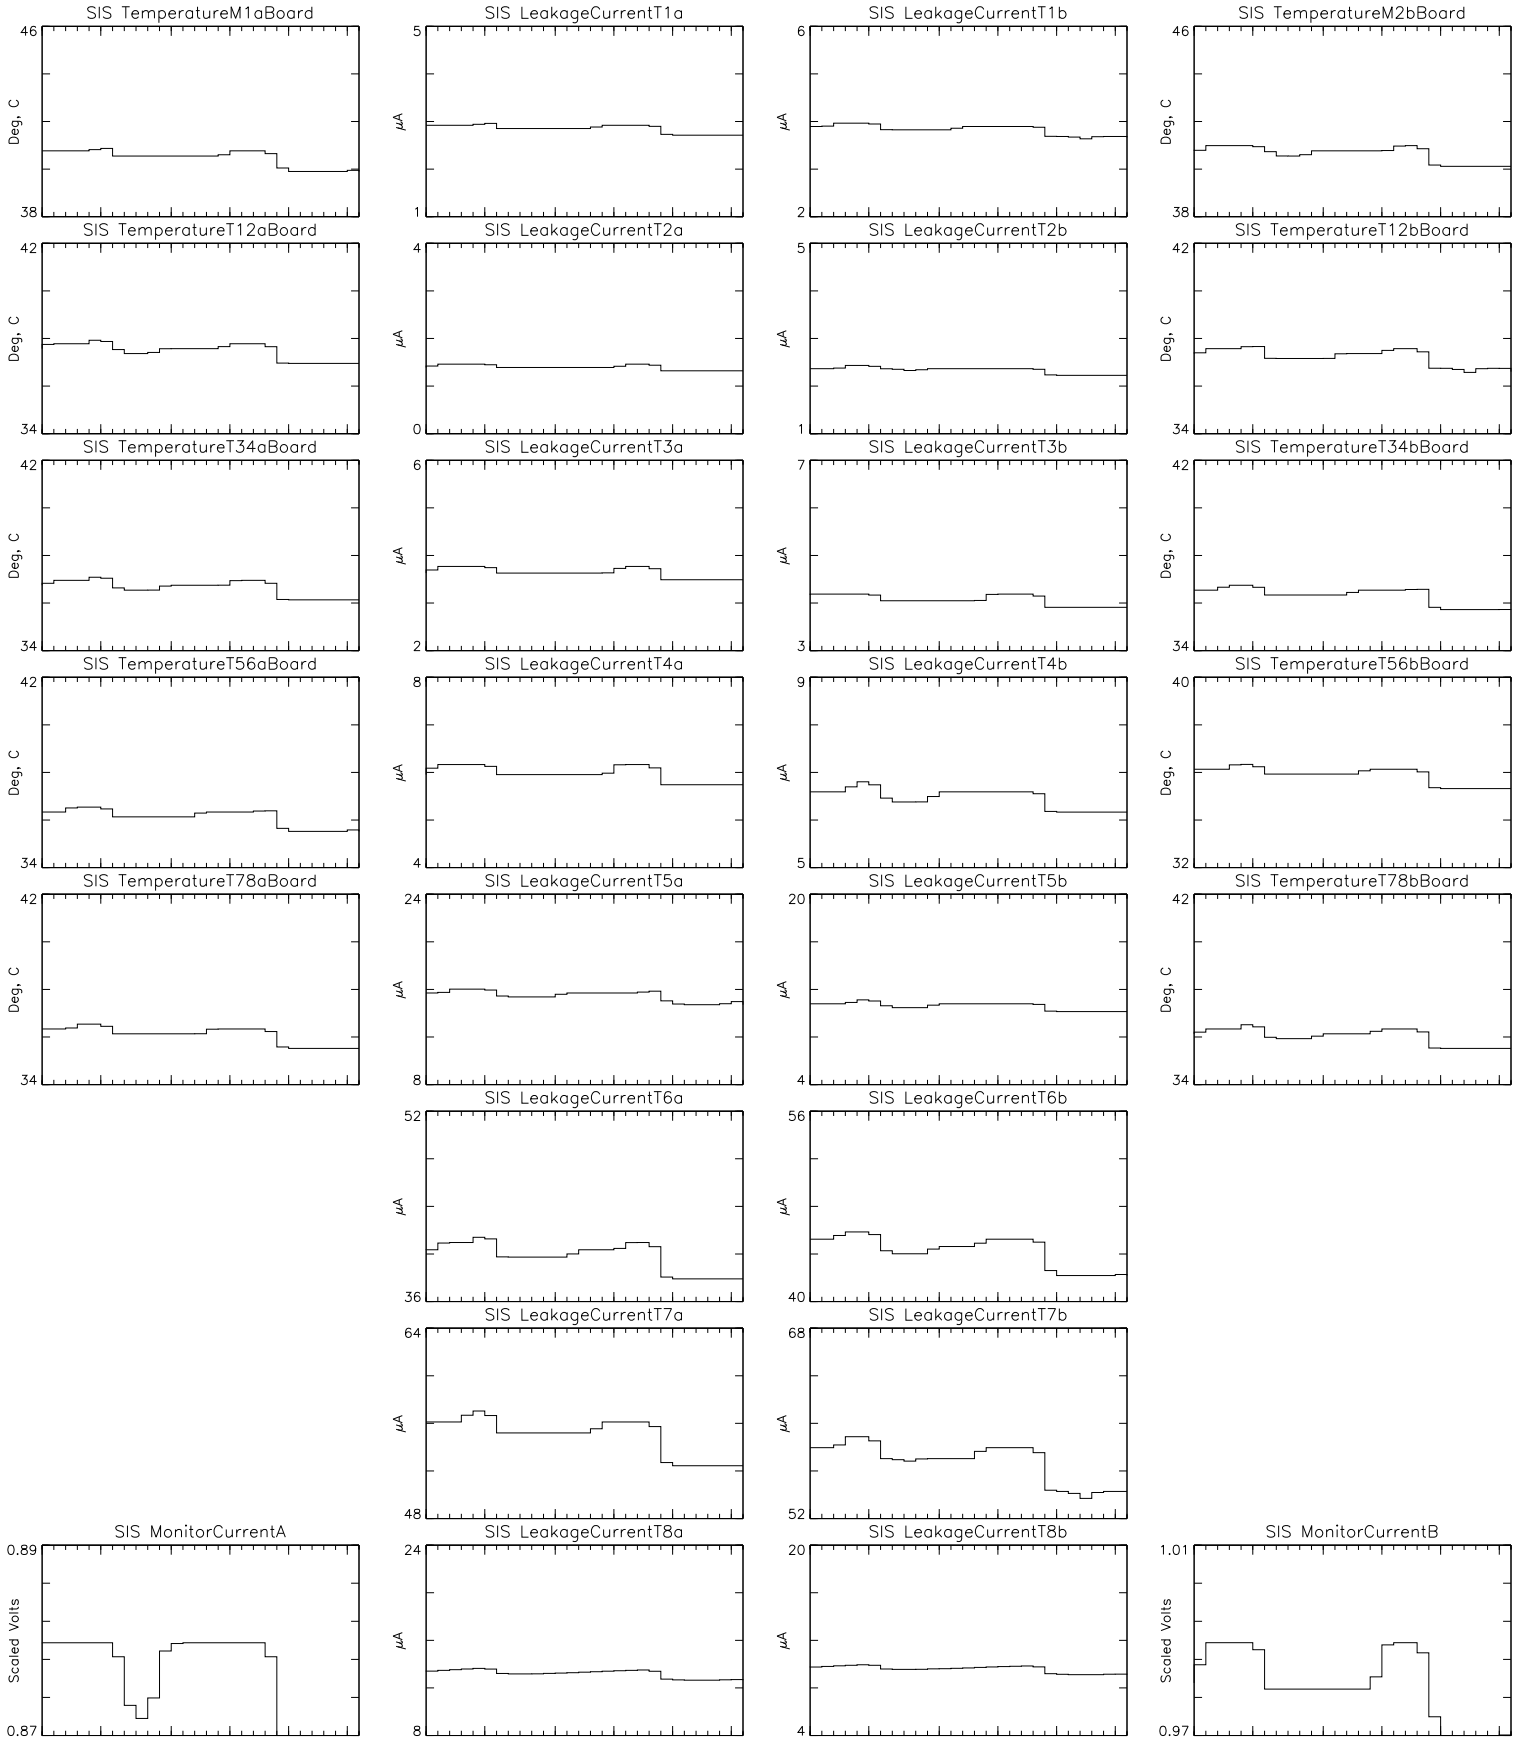 SIS TemperatureM1aBoard
46
Deg, C
38
SIS LeakageCurrentT1a
5
µA
1
SIS LeakageCurrentT1b
6
µA
2
SIS TemperatureM2bBoard
46
Deg, C
38
SIS TemperatureT12aBoard
42
Deg, C
34
SIS LeakageCurrentT2a
4
µA
0
SIS LeakageCurrentT2b
5
µA
1
SIS TemperatureT12bBoard
42
Deg, C
34
SIS TemperatureT34aBoard
42
Deg, C
34
SIS LeakageCurrentT3a
6
µA
2
SIS LeakageCurrentT3b
7
µA
3
SIS TemperatureT34bBoard
42
Deg, C
34
SIS TemperatureT56aBoard
42
Deg, C
34
SIS LeakageCurrentT4a
8
µA
4
SIS LeakageCurrentT4b
9
µA
5
SIS TemperatureT56bBoard
40
Deg, C
32
SIS TemperatureT78aBoard
42
Deg, C
34
SIS LeakageCurrentT5a
24
µA
8
SIS LeakageCurrentT5b
20
µA
4
SIS TemperatureT78bBoard
42
Deg, C
34
SIS LeakageCurrentT6a
52
µA
36
SIS LeakageCurrentT6b
56
µA
40
SIS LeakageCurrentT7a
64
µA
48
SIS LeakageCurrentT7b
68
µA
52
SIS MonitorCurrentA
0.89
Scaled Volts
0.87
SIS LeakageCurrentT8a
24
µA
8
SIS LeakageCurrentT8b
20
µA
4
SIS MonitorCurrentB
1.01
Scaled Volts
0.97